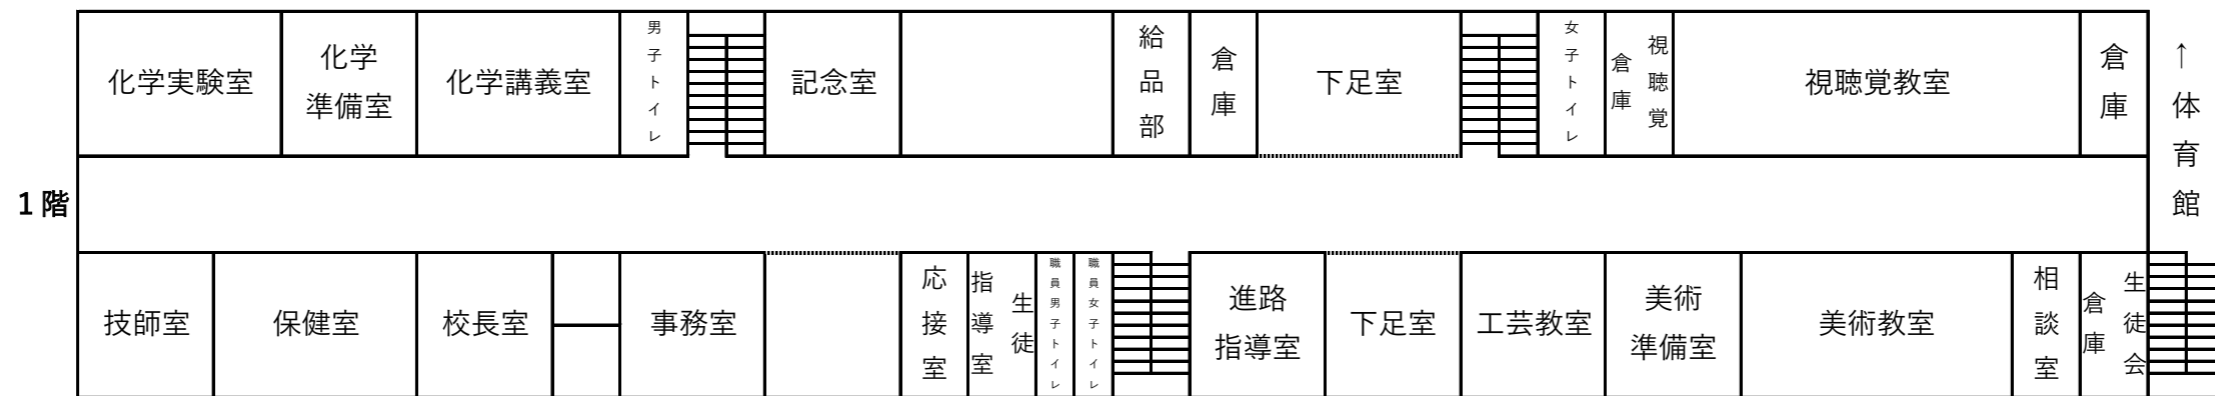 化学実験室
化学
準備室
化学講義室
男子トイレ
記念室
給品部
倉庫
下足室
女子トイレ
視聴覚
倉庫
視聴覚教室
倉庫
↑体育館
1階
技師室
保健室
校長室
事務室
応接室
生徒
指導室
職員男子トイレ
職員女子トイレ
進路
指導室
下足室
工芸教室
美術
準備室
美術教室
相談室
生徒会
倉庫